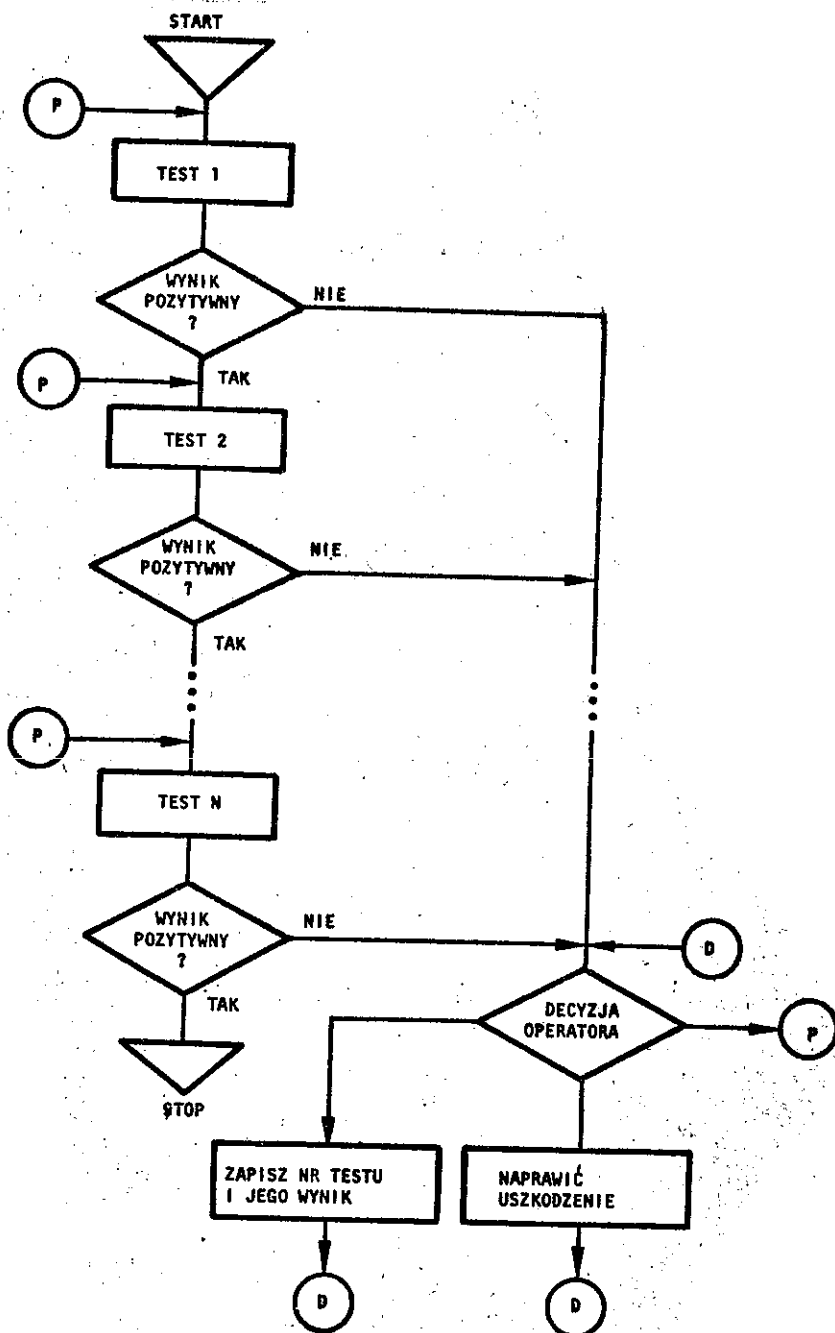 START
P
TEST 1
WYNIK
POZYTYWNY
?
NIE
P
TAK
TEST 2
WYNIK
POZYTYWNY
?
NIE
TAK
P
TEST N
WYNIK
POZYTYWNY
?
NIE
D
TAK
DECYZJA
OPERATORA
P
STOP
ZAPISZ NR TESTU
I JEGO WYNIK
NAPRAWIĆ
USZKODZENIE
D
D